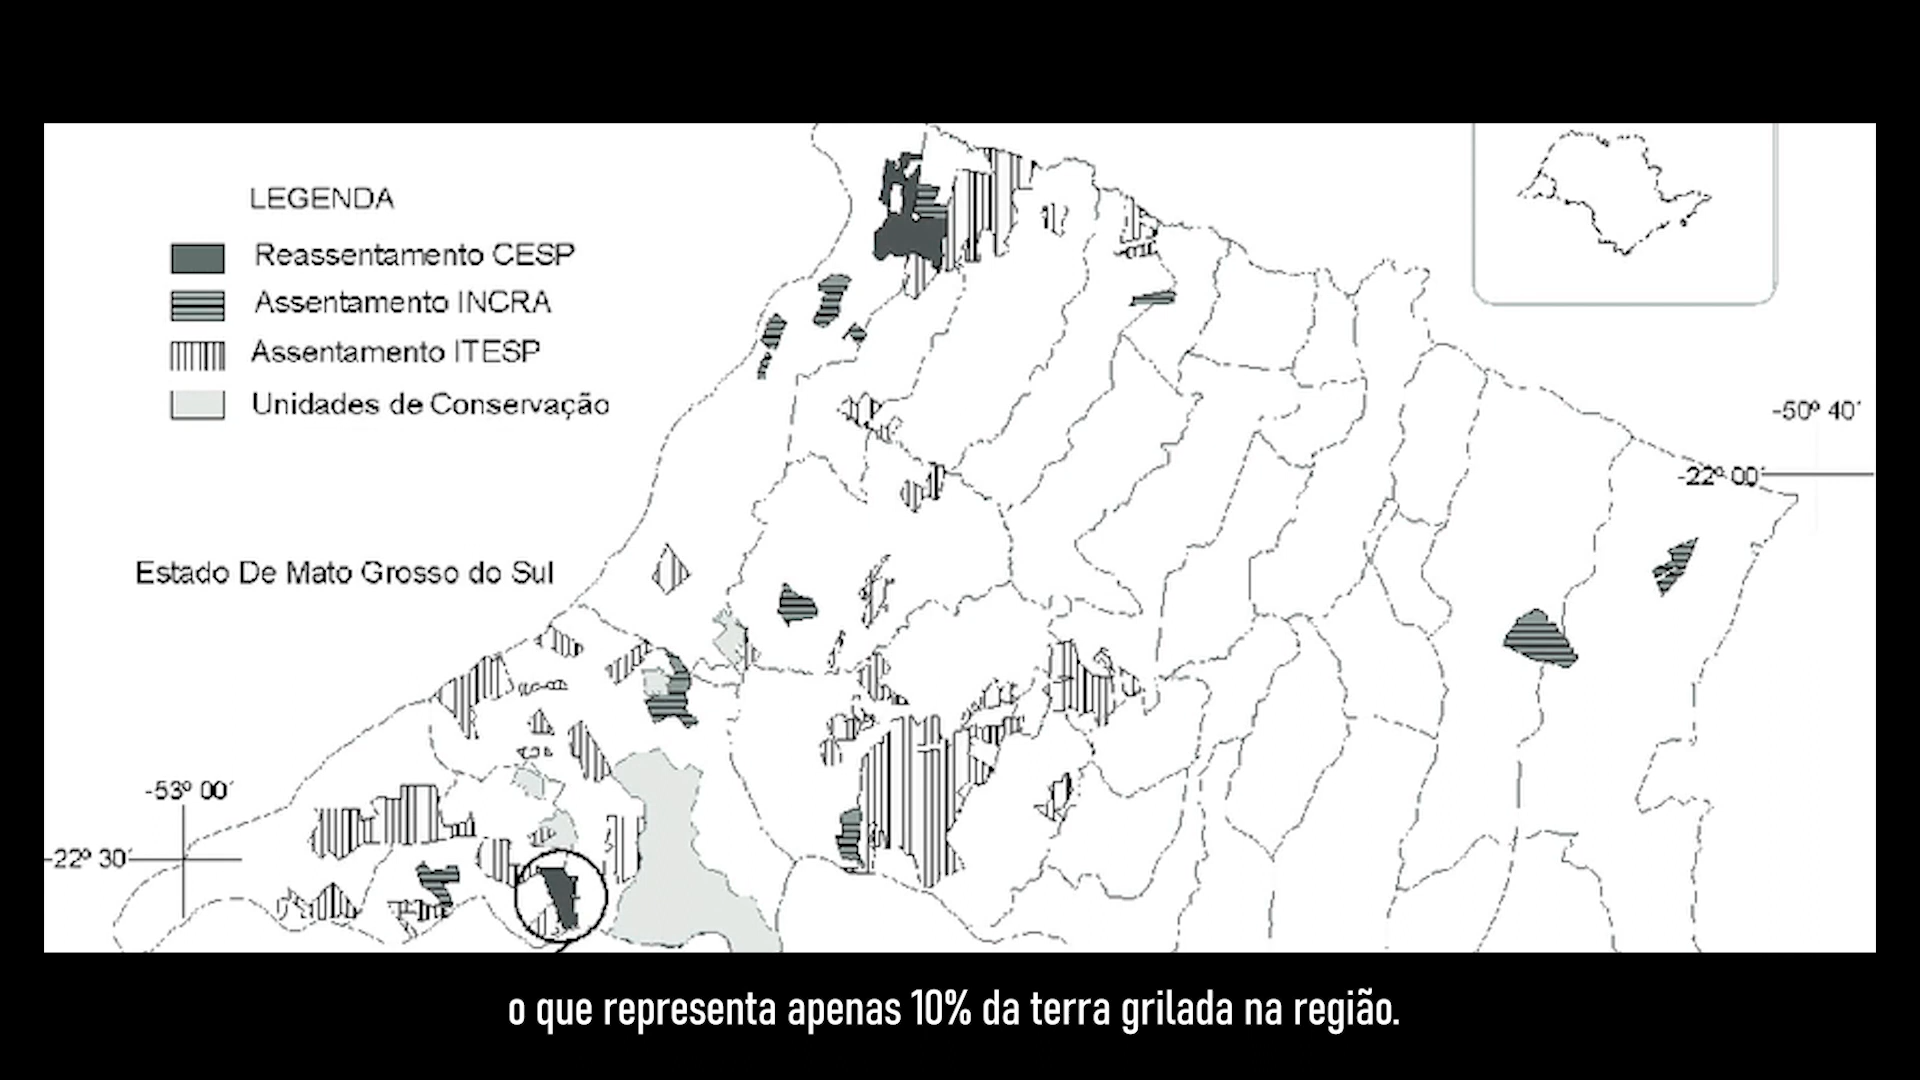 LEGENDA
Reassentamento CESP
Assentamento INCRA
Assentamento ITESP
Unidades de Conservação
-50º 40´
-22º 00´
Estado De Mato Grosso do Sul
-53º 00´
-22º 30´
o que representa apenas 10% da terra grilada na região.